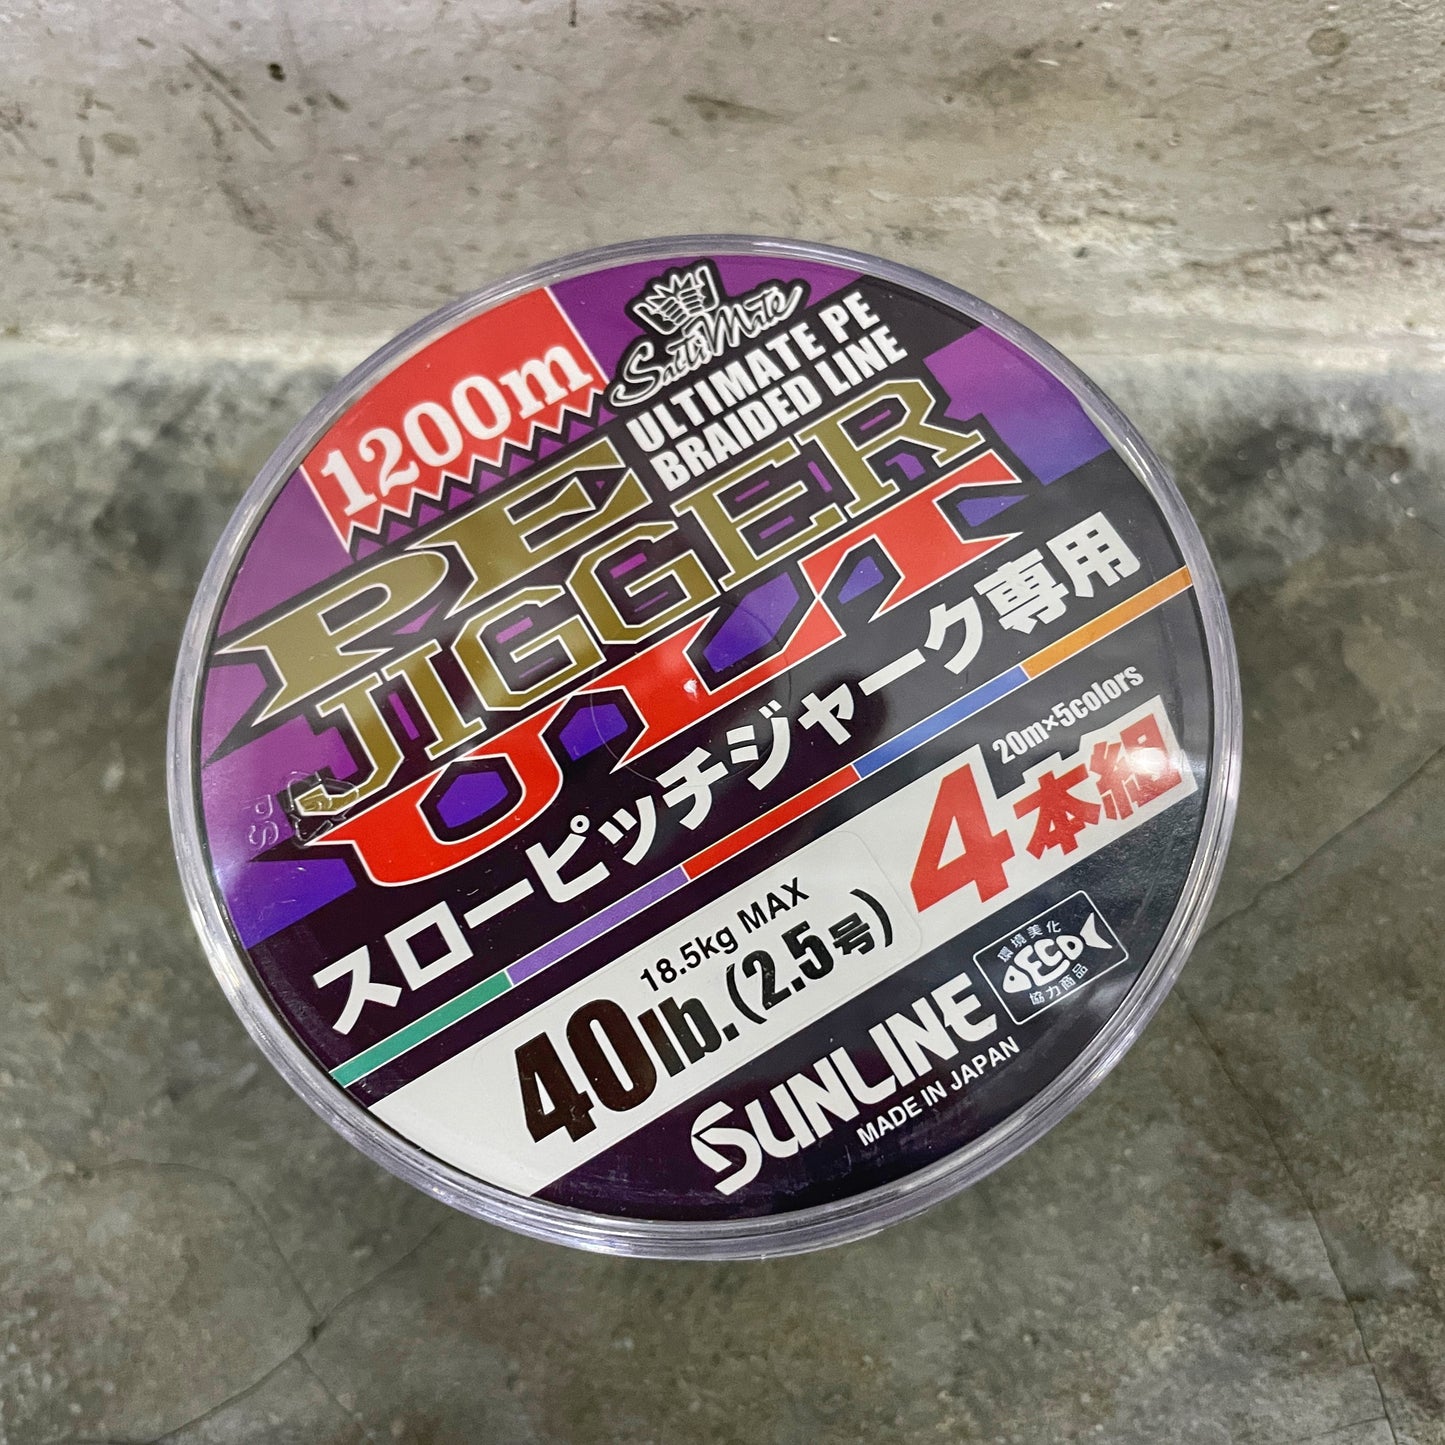 1200m
SaltiMate
ULTIMATE PE
BRAIDED LINE
PE
JIGGER
ULT
スローピッチジャーク専用
20m×5colors
4本組
18.5kg MAX
40lb.(2.5号)
環境美化
ECO
協力商品
SUNLINE
MADE IN JAPAN